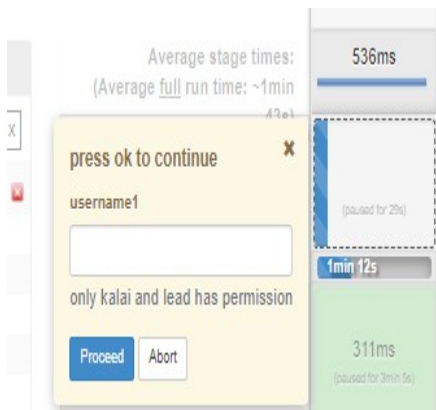 Average stage times:
536ms
(Average full run time: ~1min
43s)
X
press ok to continue
×
(paused for 29s)
username1
1min 12s
only kalai and lead has permission
Proceed
Abort
311ms
(paused for 3min 5s)